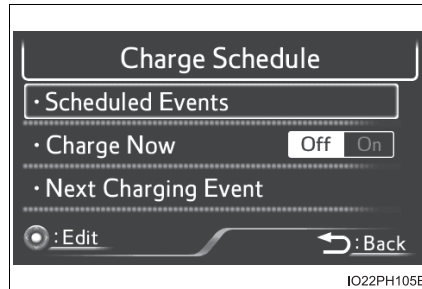 Charge Schedule
・Scheduled Events
・Charge Now Off On
・Next Charging Event
:Edit :Back
IO22PH105E